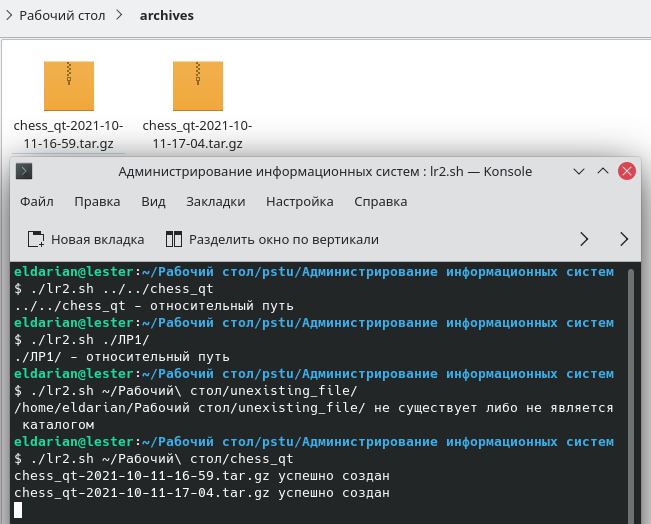 Рабочий стол
archives
chess_qt-2021-10-
11-16-59.tar.gz
chess_qt-2021-10-
11-17-04.tar.gz
Администрирование информационных систем : lr2.sh — Konsole
Файл Правка Вид Закладки Настройка Справка
Новая вкладка Разделить окно по вертикали
eldarian@lester:~/Рабочий стол/pstu/Администрирование информационных систем
$ ./lr2.sh ../../chess_qt
../../chess_qt - относительный путь
eldarian@lester:~/Рабочий стол/pstu/Администрирование информационных систем
$ ./lr2.sh ./ЛР1/
./ЛР1/ - относительный путь
eldarian@lester:~/Рабочий стол/pstu/Администрирование информационных систем
$ ./lr2.sh ~/Рабочий\ стол/unexisting_file/
/home/eldarian/Рабочий стол/unexisting_file/ не существует либо не является
каталогом
eldarian@lester:~/Рабочий стол/pstu/Администрирование информационных систем
$ ./lr2.sh ~/Рабочий\ стол/chess_qt
chess_qt-2021-10-11-16-59.tar.gz успешно создан
chess_qt-2021-10-11-17-04.tar.gz успешно создан